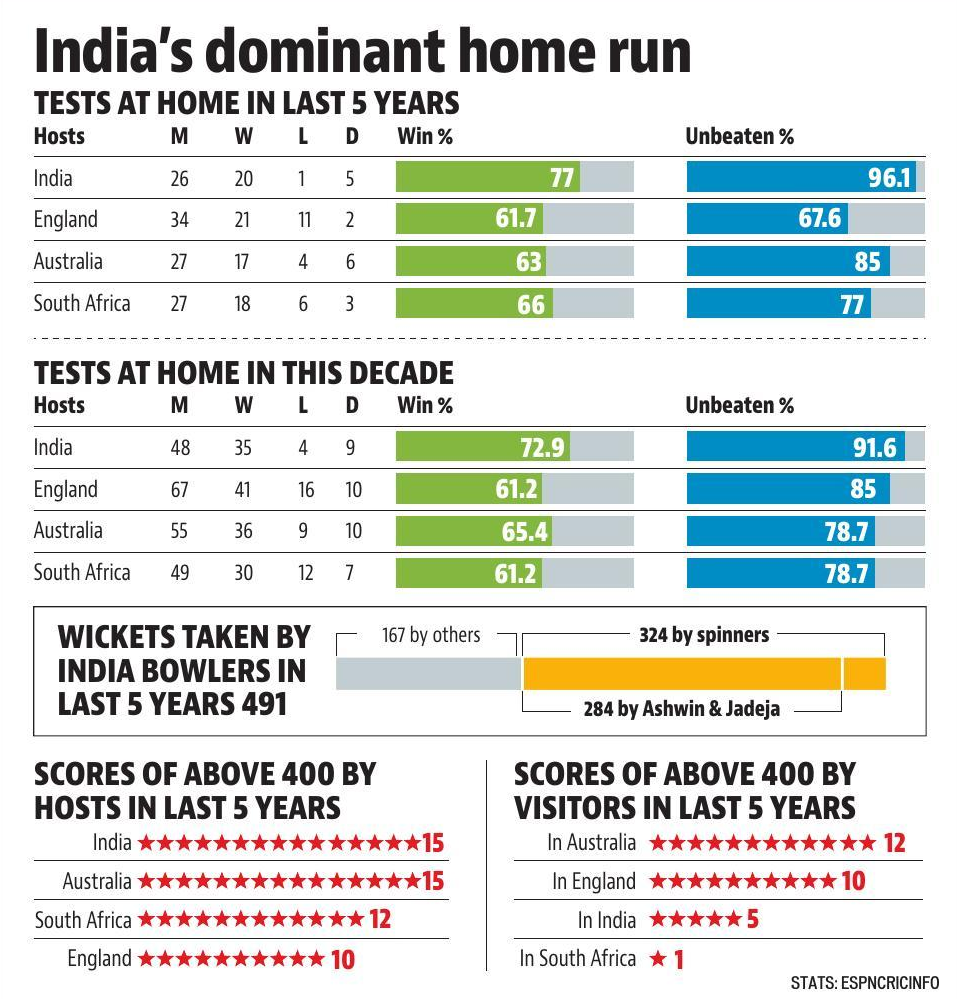 India's dominant home run
TESTS AT HOME IN LAST 5 YEARS
Hosts M W L D Win % Unbeaten %
India 26 20 1 5 77 96.1
England 34 21 11 2 61.7 67.6
Australia 27 17 4 6 63 85
South Africa 27 18 6 3 66 77
TESTS AT HOME IN THIS DECADE
Hosts M W L D Win % Unbeaten %
India 48 35 4 9 72.9 91.6
England 67 41 16 10 61.2 85
Australia 55 36 9 10 65.4 78.7
South Africa 49 30 12 7 61.2 78.7
WICKETS TAKEN BY
INDIA BOWLERS IN
LAST 5 YEARS 491
167 by others
324 by spinners
284 by Ashwin & Jadeja
SCORES OF ABOVE 400 BY
HOSTS IN LAST 5 YEARS
India 15
Australia 15
South Africa 12
England 10
SCORES OF ABOVE 400 BY
VISITORS IN LAST 5 YEARS
In Australia 12
In England 10
In India 5
In South Africa 1
STATS: ESPNCRICINFO